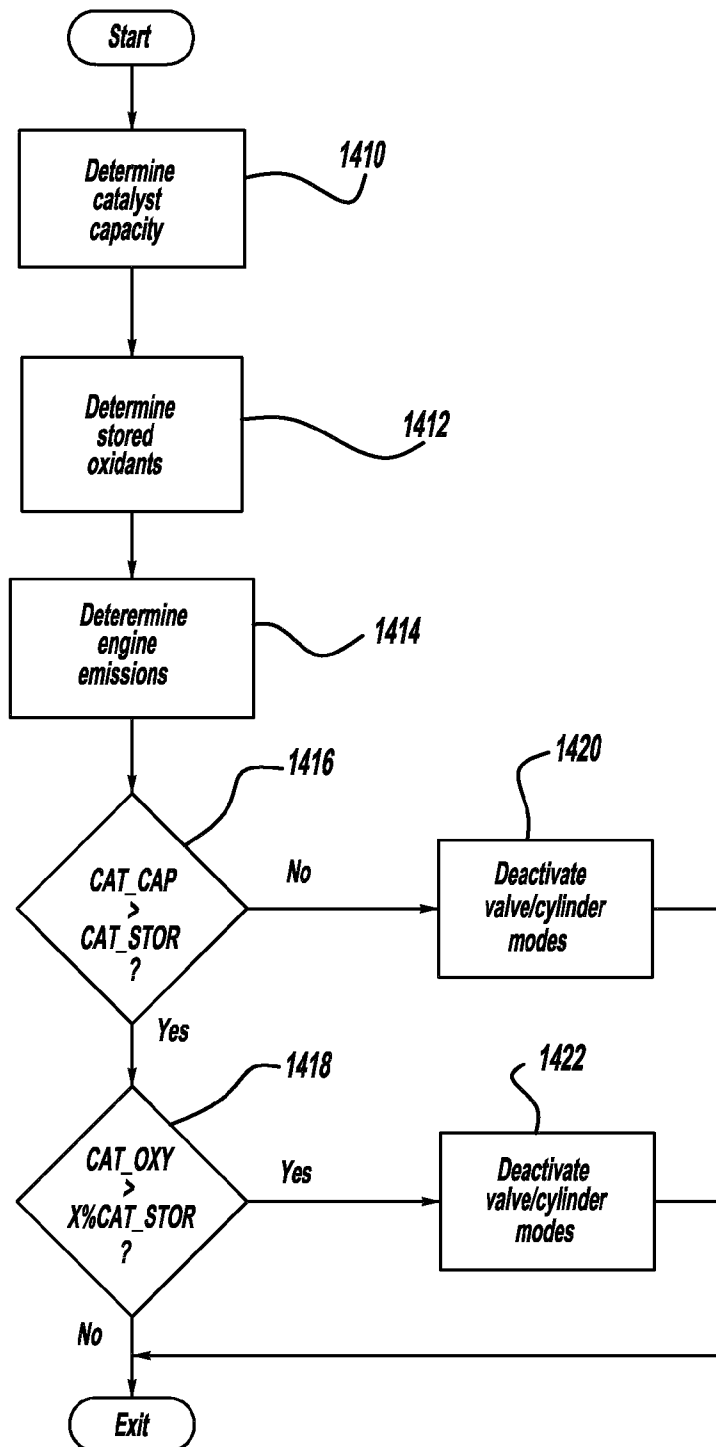 Start
Determine
catalyst
capacity
1410
Determine
stored
oxidants
1412
Deterermine
engine
emissions
1414
1416
CAT_CAP
>
CAT_STOR
?
No
1420
Deactivate
valve/cylinder
modes
Yes
1418
CAT_OXY
>
X%CAT_STOR
?
Yes
1422
Deactivate
valve/cylinder
modes
No
Exit